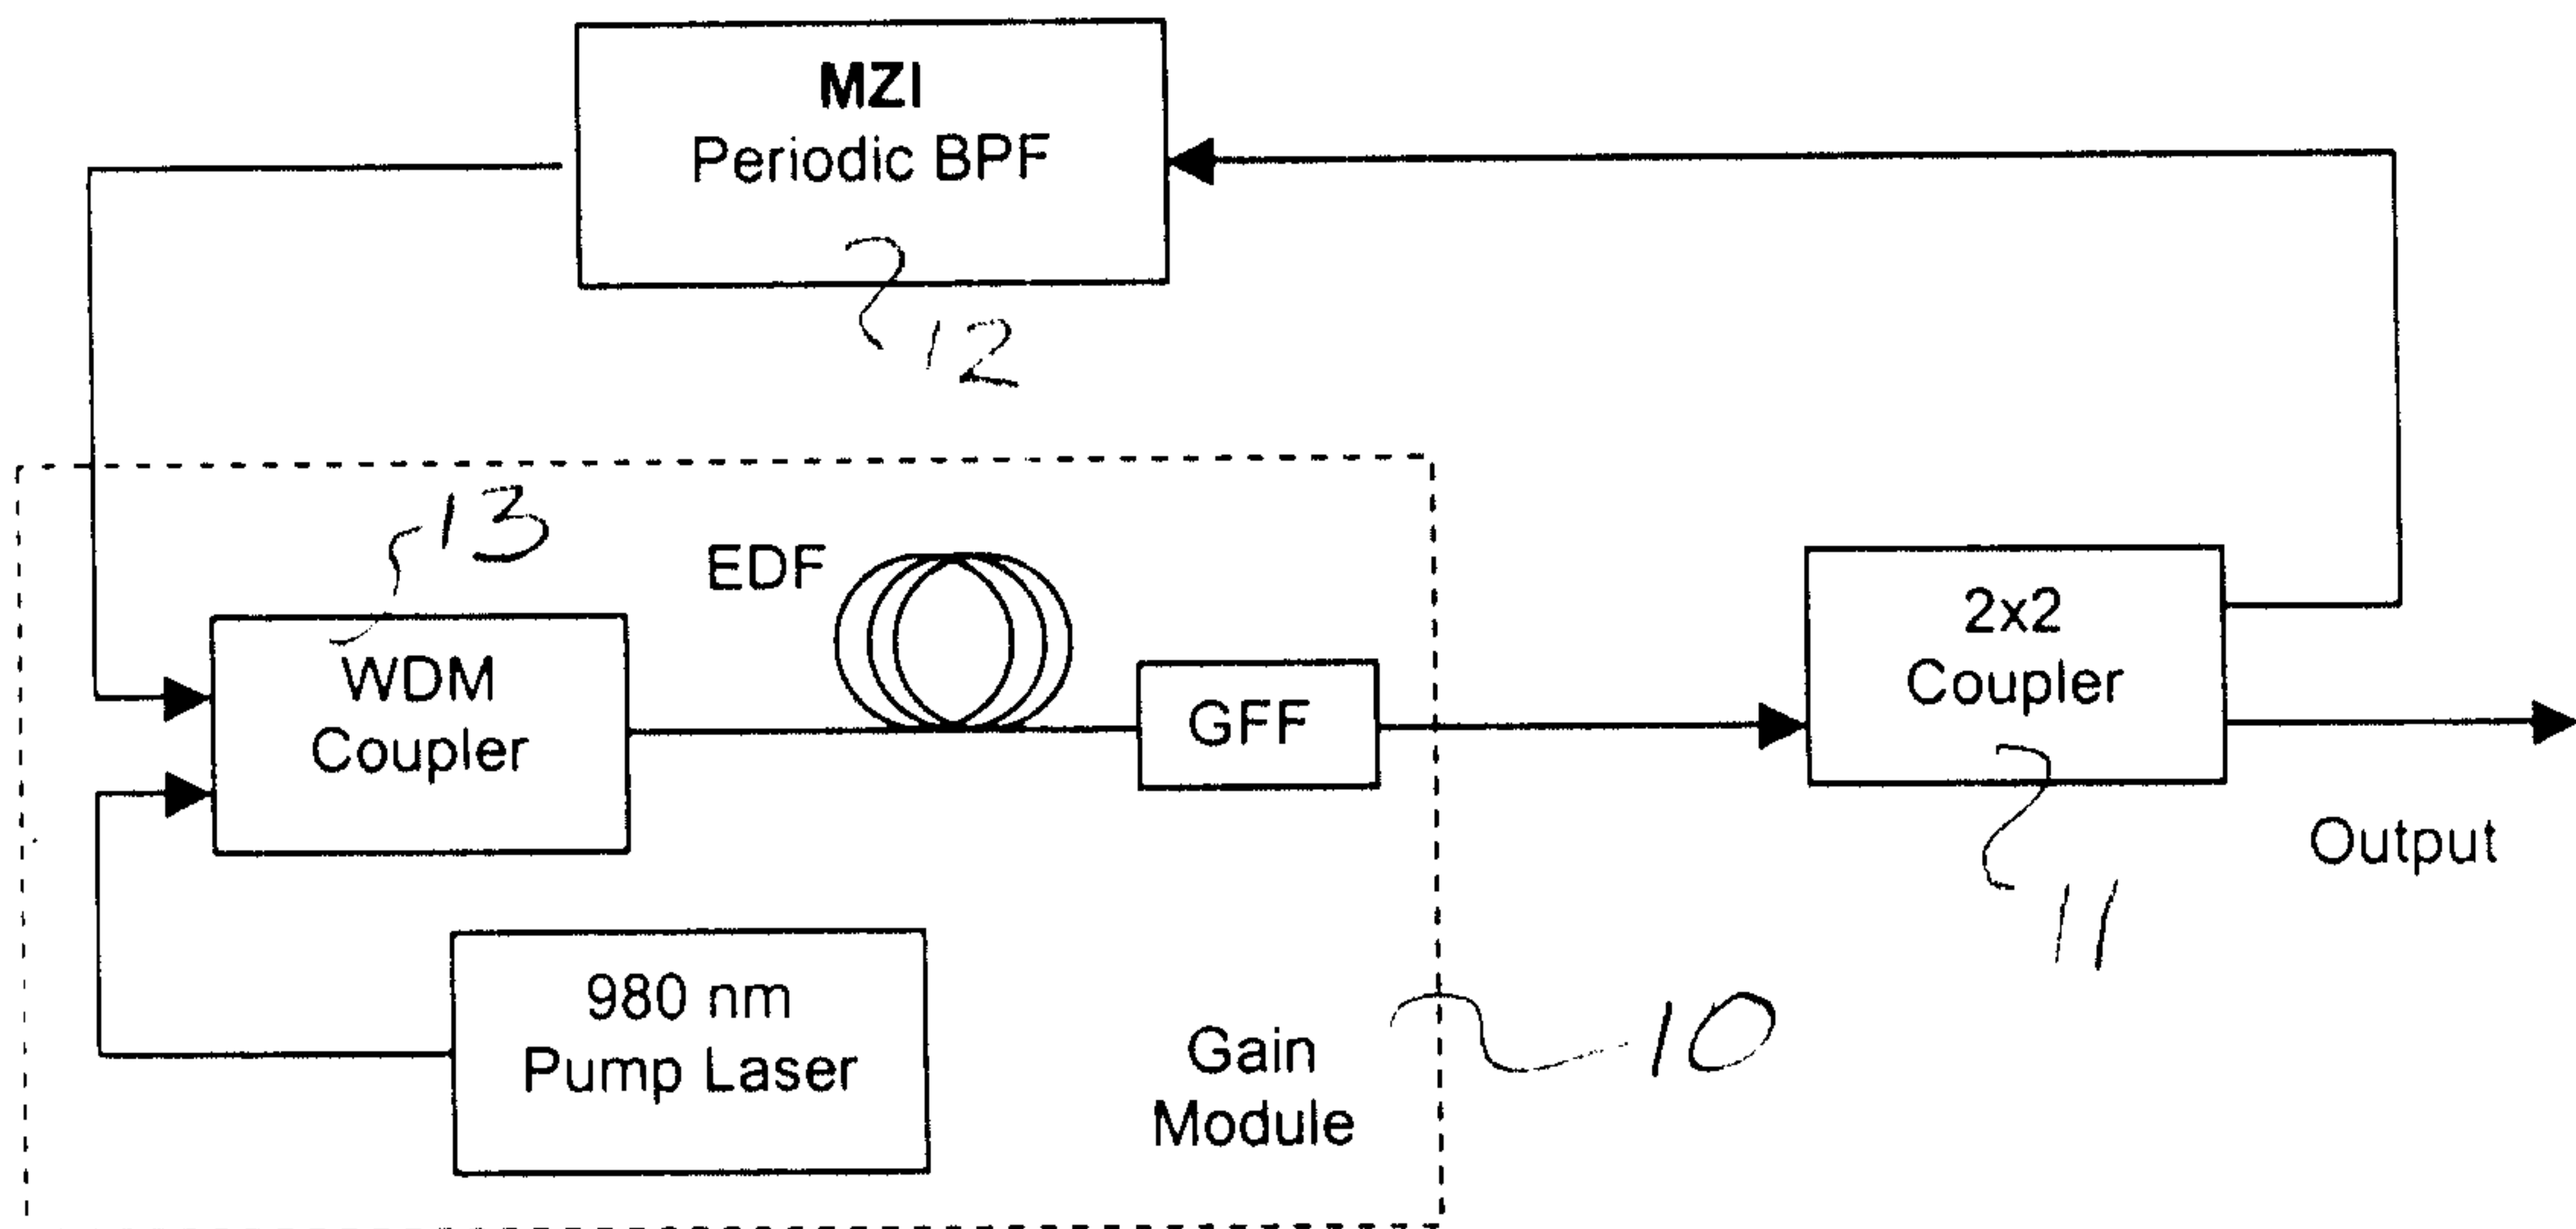 MZI
Periodic BPF
12
13
EDF
WDM
Coupler
GFF
2x2
Coupler
Output
11
980 nm
Pump Laser
Gain
Module
10